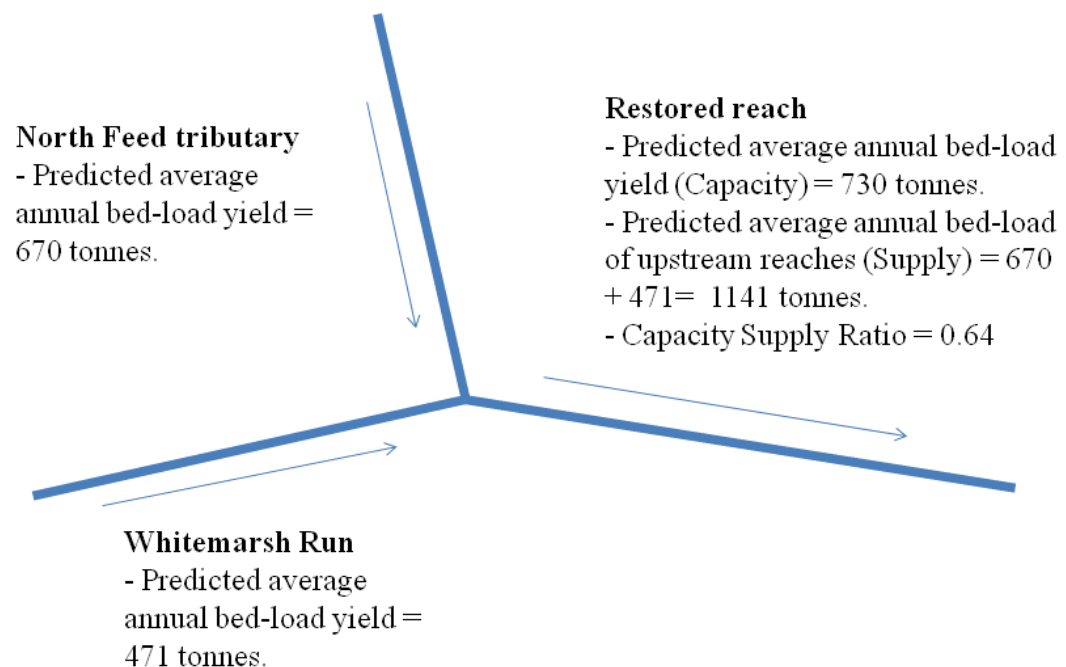 North Feed tributary
- Predicted average
annual bed-load yield =
670 tonnes.
Restored reach
- Predicted average annual bed-load
yield (Capacity) = 730 tonnes.
- Predicted average annual bed-load
of upstream reaches (Supply) = 670
+ 471= 1141 tonnes.
- Capacity Supply Ratio = 0.64
Whitemarsh Run
- Predicted average
annual bed-load yield =
471 tonnes.